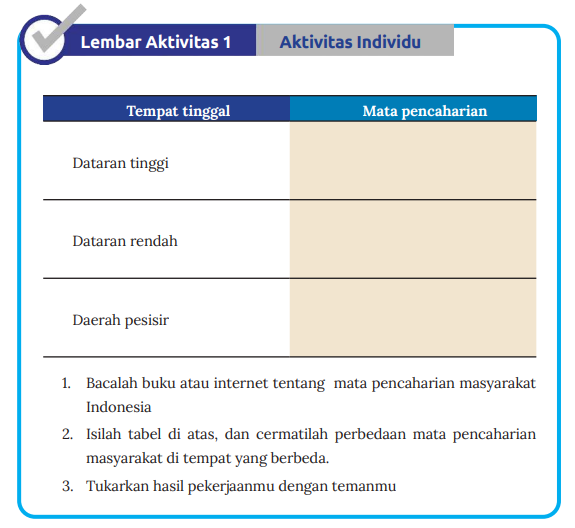 Lembar Aktivitas 1 Aktivitas Individu
Tempat tinggal Mata pencaharian
Dataran tinggi
Dataran rendah
Daerah pesisir
1. Bacalah buku atau internet tentang mata pencaharian masyarakat
Indonesia
2. Isilah tabel di atas, dan cermatilah perbedaan mata pencaharian
masyarakat di tempat yang berbeda.
3. Tukarkan hasil pekerjaanmu dengan temanmu